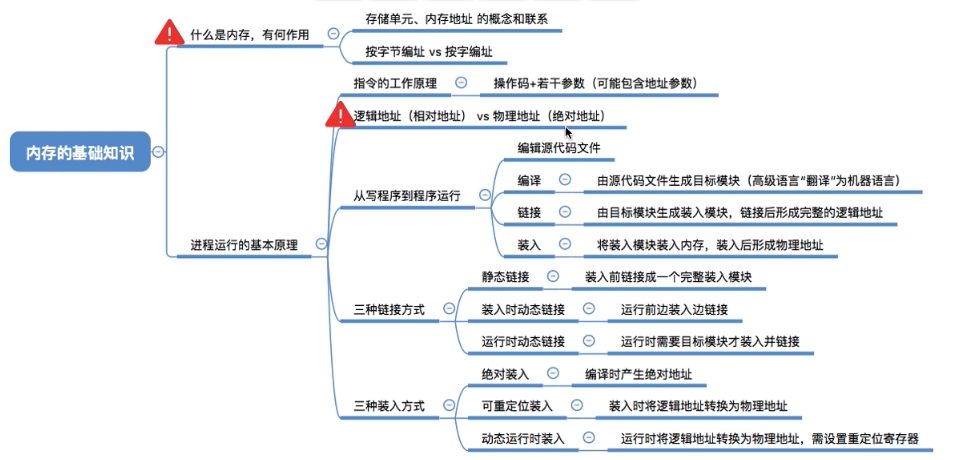 内存的基础知识
什么是内存，有何作用
存储单元、内存地址 的概念和联系
按字节编址 vs 按字编址
进程运行的基本原理
指令的工作原理
操作码+若干参数（可能包含地址参数）
逻辑地址（相对地址） vs 物理地址（绝对地址）
从写程序到程序运行
编辑源代码文件
编译
由源代码文件生成目标模块（高级语言“翻译”为机器语言）
链接
由目标模块生成装入模块，链接后形成完整的逻辑地址
装入
将装入模块装入内存，装入后形成物理地址
三种链接方式
静态链接
装入前链接成一个完整装入模块
装入时动态链接
运行前边装入边链接
运行时动态链接
运行时需要目标模块才装入并链接
三种装入方式
绝对装入
编译时产生绝对地址
可重定位装入
装入时将逻辑地址转换为物理地址
动态运行时装入
运行时将逻辑地址转换为物理地址，需设置重定位寄存器